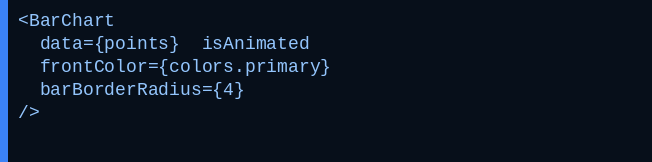 <BarChart
  data={points}  isAnimated
  frontColor={colors.primary}
  barBorderRadius={4}
/>